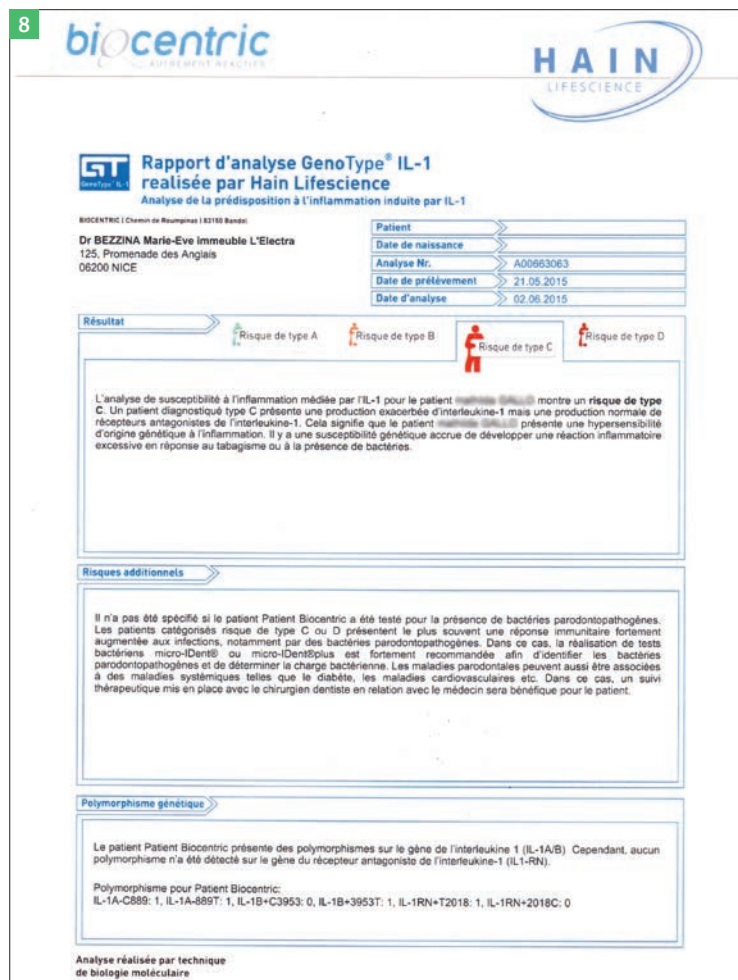 8
biocentric
AUTREMENT RÉACTIFS
HAIN
LIFESCIENCE
GT
GenoType IL-1
Rapport d'analyse GenoType® IL-1
realisée par Hain Lifescience
Analyse de la prédisposition à l'inflammation induite par IL-1
BIOCENTRIC | Chemin de Roumpinas | 83150 Bandol
Dr BEZZINA Marie-Eve immeuble L'Electra
125, Promenade des Anglais
06200 NICE
Patient
Date de naissance
Analyse Nr. A00663063
Date de prélèvement 21.05.2015
Date d'analyse 02.06.2015
Résultat
Risque de type A
Risque de type B
Risque de type C
Risque de type D
L'analyse de susceptibilité à l'inflammation médiée par l'IL-1 pour le patient montre un risque de type
C. Un patient diagnostiqué type C présente une production exacerbée d'interleukine-1 mais une production normale de
récepteurs antagonistes de l'interleukine-1. Cela signifie que le patient présente une hypersensibilité
d'origine génétique à l'inflammation. Il y a une susceptibilité génétique accrue de développer une réaction inflammatoire
excessive en réponse au tabagisme ou à la présence de bactéries.
Risques additionnels
Il n'a pas été spécifié si le patient Patient Biocentric a été testé pour la présence de bactéries parodontopathogènes.
Les patients catégorisés risque de type C ou D présentent le plus souvent une réponse immunitaire fortement
augmentée aux infections, notamment par des bactéries parodontopathogènes. Dans ce cas, la réalisation de tests
bactériens micro-IDent® ou micro-IDent®plus est fortement recommandée afin d'identifier les bactéries
parodontopathogènes et de déterminer la charge bactérienne. Les maladies parodontales peuvent aussi être associées
à des maladies systémiques telles que le diabète, les maladies cardiovasculaires etc. Dans ce cas, un suivi
thérapeutique mis en place avec le chirurgien dentiste en relation avec le médecin sera bénéfique pour le patient.
Polymorphisme génétique
Le patient Patient Biocentric présente des polymorphismes sur le gène de l'interleukine 1 (IL-1A/B) Cependant, aucun
polymorphisme n'a été détecté sur le gène du récepteur antagoniste de l'interleukine-1 (IL1-RN).
Polymorphisme pour Patient Biocentric:
IL-1A-C889: 1, IL-1A-889T: 1, IL-1B+C3953: 0, IL-1B+3953T: 1, IL-1RN+T2018: 1, IL-1RN+2018C: 0
Analyse réalisée par technique
de biologie moléculaire